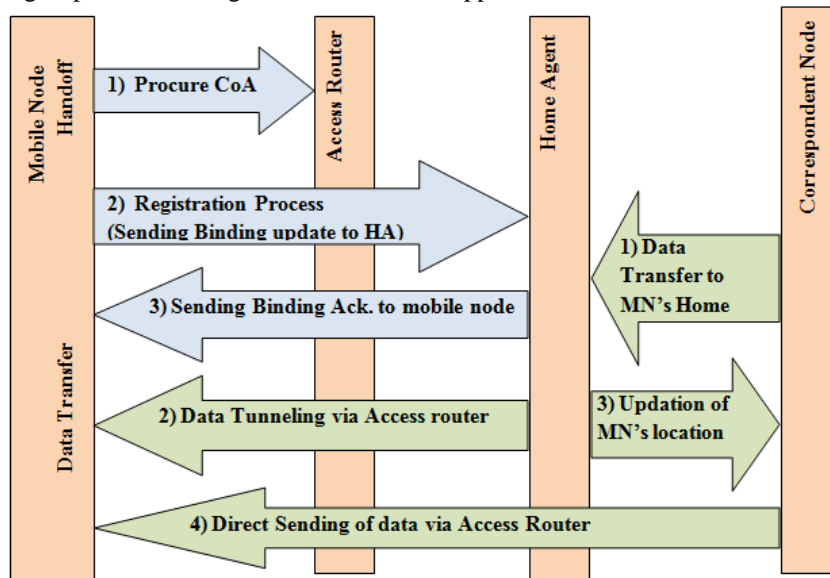 Mobile Node
Handoff
Data Transfer
Access Router
Home Agent
Correspondent Node
1) Procure CoA
2) Registration Process
(Sending Binding update to HA)
3) Sending Binding Ack. to mobile node
2) Data Tunneling via Access router
4) Direct Sending of data via Access Router
1) Data
Transfer to
MN's Home
3) Updation of
MN's location